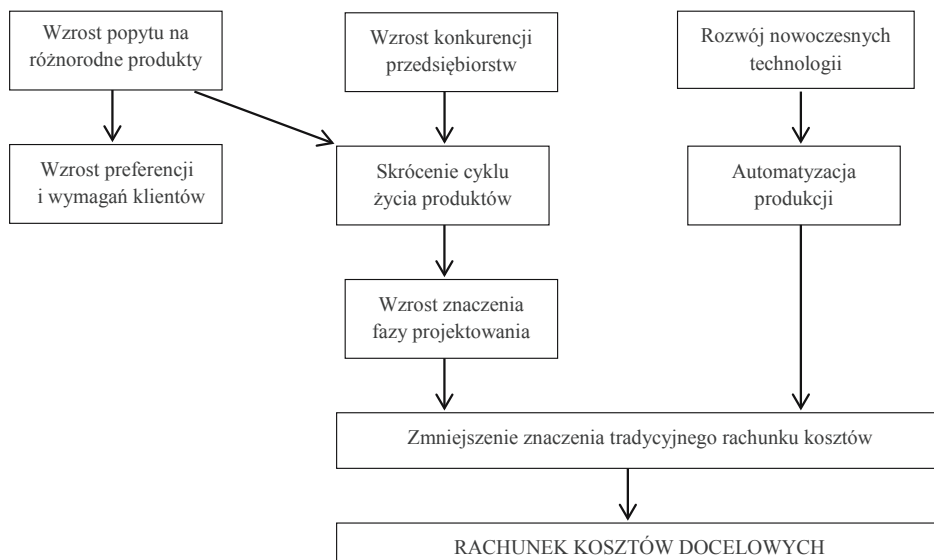 Wzrost popytu na
różnorodne produkty
Wzrost konkurencji
przedsiębiorstw
Rozwój nowoczesnych
technologii
Wzrost preferencji
i wymagań klientów
Skrócenie cyklu
życia produktów
Automatyzacja
produkcji
Wzrost znaczenia
fazy projektowania
Zmniejszenie znaczenia tradycyjnego rachunku kosztów
RACHUNEK KOSZTÓW DOCELOWYCH